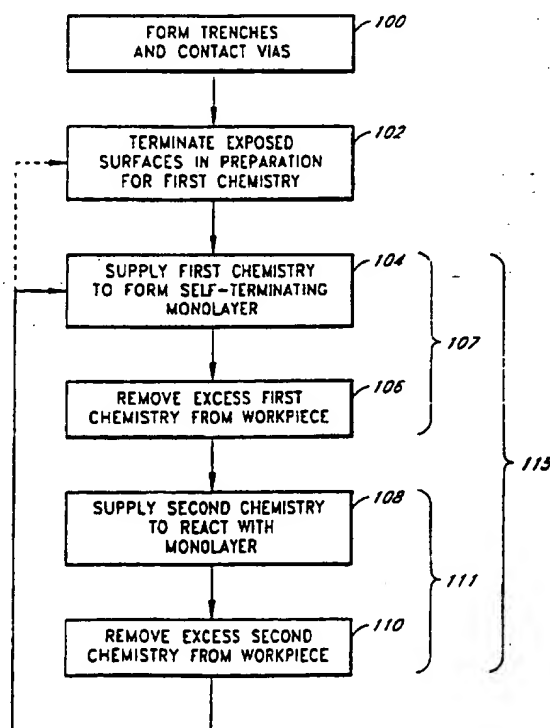 FORM TRENCHES
AND CONTACT VIAS
100
TERMINATE EXPOSED
SURFACES IN PREPARATION
FOR FIRST CHEMISTRY
102
SUPPLY FIRST CHEMISTRY
TO FORM SELF-TERMINATING
MONOLAYER
104
107
REMOVE EXCESS FIRST
CHEMISTRY FROM WORKPIECE
106
115
SUPPLY SECOND CHEMISTRY
TO REACT WITH
MONOLAYER
108
111
REMOVE EXCESS SECOND
CHEMISTRY FROM WORKPIECE
110